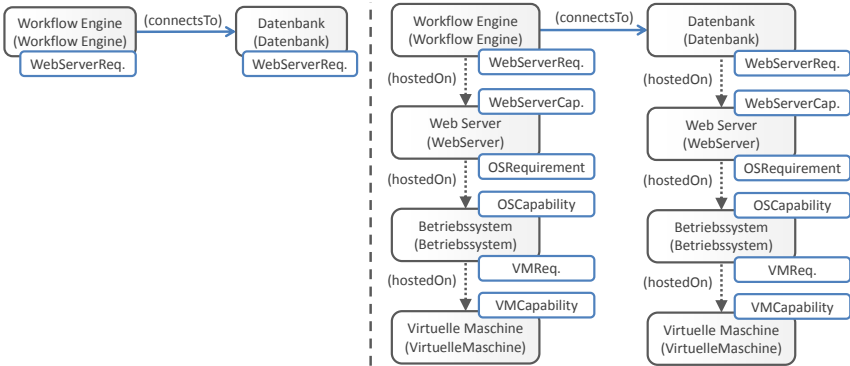 Workflow Engine
(Workflow Engine)
(connectsTo)
Datenbank
(Datenbank)
WebServerReq.
WebServerReq.
Workflow Engine
(Workflow Engine)
(connectsTo)
Datenbank
(Datenbank)
WebServerReq.
WebServerReq.
(hostedOn)
(hostedOn)
WebServerCap.
WebServerCap.
Web Server
(WebServer)
Web Server
(WebServer)
OSRequirement
OSRequirement
(hostedOn)
(hostedOn)
OSCapability
OSCapability
Betriebssystem
(Betriebssystem)
Betriebssystem
(Betriebssystem)
VMReq.
VMReq.
(hostedOn)
(hostedOn)
VMCapability
VMCapability
Virtuelle Maschine
(VirtuelleMaschine)
Virtuelle Maschine
(VirtuelleMaschine)